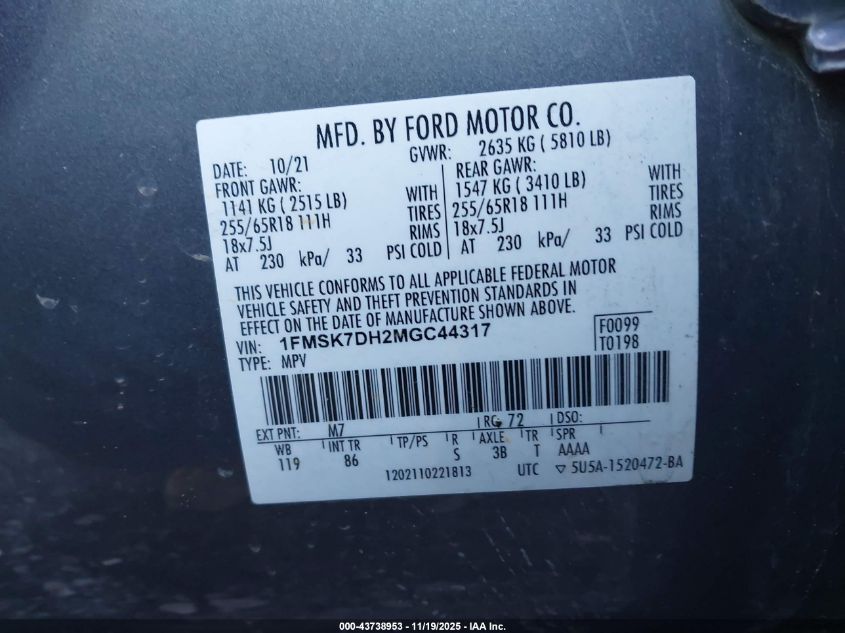 MFD. BY FORD MOTOR CO.
DATE: 10/21 GVWR: 2635 KG ( 5810 LB)
FRONT GAWR: REAR GAWR:
1141 KG ( 2515 LB) WITH 1547 KG ( 3410 LB) WITH
255/65R18 111H TIRES 255/65R18 111H TIRES
18x7.5J RIMS 18x7.5J RIMS
AT 230 kPa/ 33 PSI COLD AT 230 kPa/ 33 PSI COLD
THIS VEHICLE CONFORMS TO ALL APPLICABLE FEDERAL MOTOR
VEHICLE SAFETY AND THEFT PREVENTION STANDARDS IN
EFFECT ON THE DATE OF MANUFACTURE SHOWN ABOVE.
VIN: 1FMSK7DH2MGC44317 F0099
TYPE: MPV T0198
EXT PNT: M7 RC: 72 DSO:
WB INT TR TP/PS R AXLE TR SPR
119 86 S 3B T AAAA
1202110221813 UTC ▽ 5U5A-1520472-BA
000-43738953 - 11/19/2025 - IAA Inc.